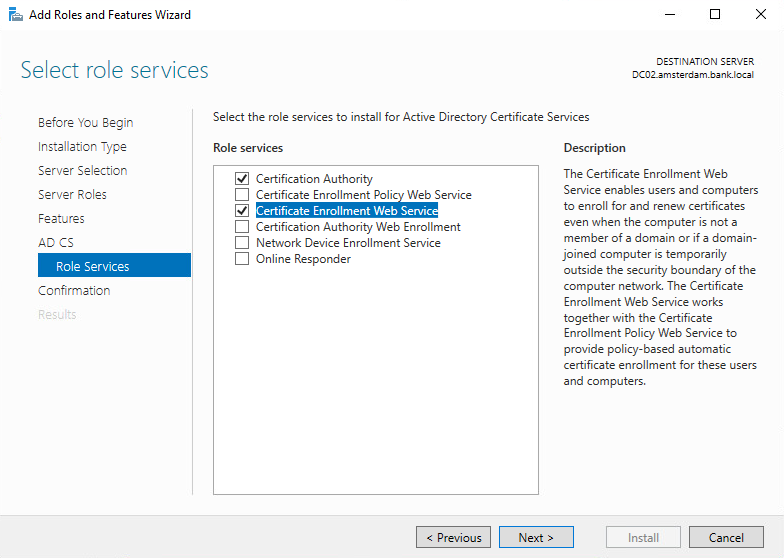 Add Roles and Features Wizard
Select role services
DESTINATION SERVER
DC02.amsterdam.bank.local
Before You Begin
Installation Type
Server Selection
Server Roles
Features
AD CS
Role Services
Confirmation
Results
Select the role services to install for Active Directory Certificate Services
Role services
Certification Authority
Certificate Enrollment Policy Web Service
Certificate Enrollment Web Service
Certification Authority Web Enrollment
Network Device Enrollment Service
Online Responder
Description
The Certificate Enrollment Web
Service enables users and computers
to enroll for and renew certificates
even when the computer is not a
member of a domain or if a domain-
joined computer is temporarily
outside the security boundary of the
computer network. The Certificate
Enrollment Web Service works
together with the Certificate
Enrollment Policy Web Service to
provide policy-based automatic
certificate enrollment for these users
and computers.
< Previous
Next >
Install
Cancel